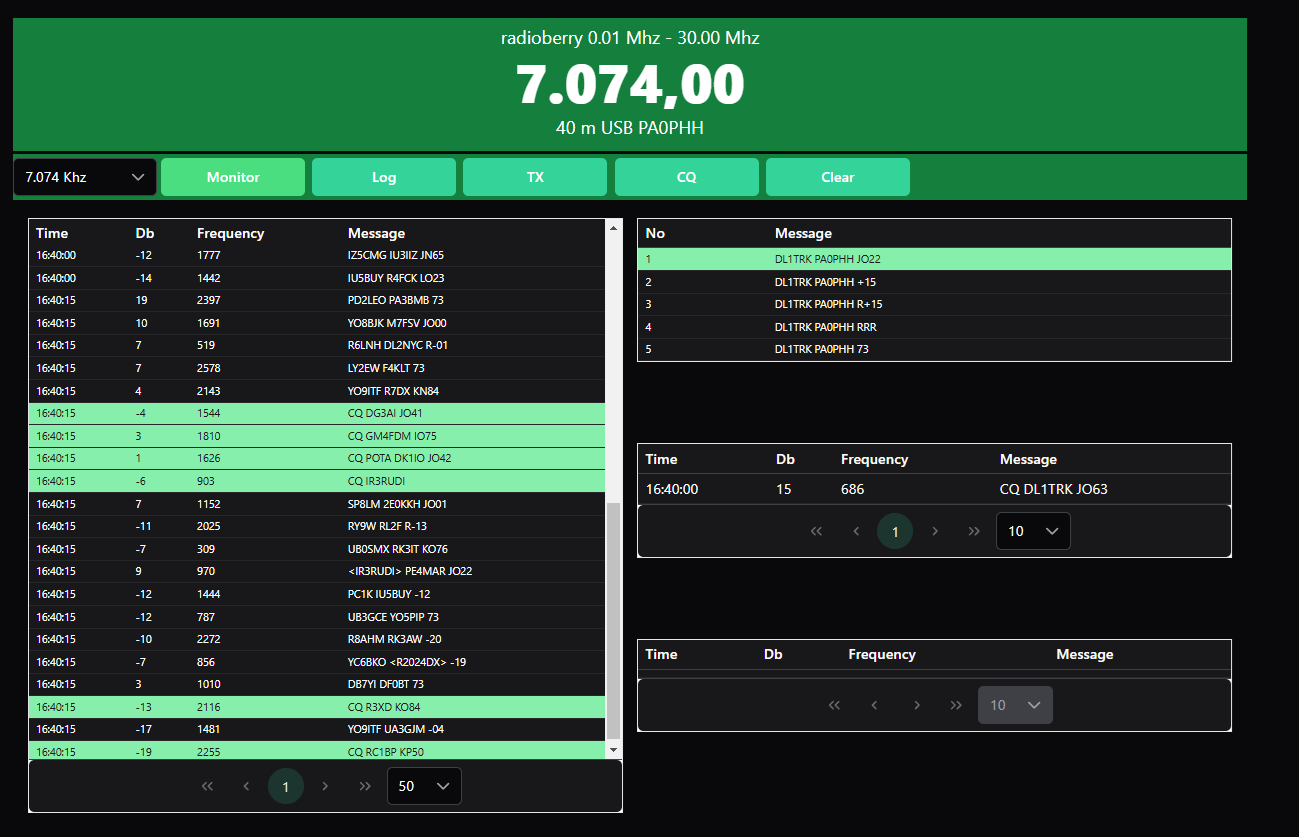 radioberry 0.01 Mhz - 30.00 Mhz
7.074,00
40 m USB PA0PHH
7.074 Khz Monitor Log TX CQ Clear
Time Db Frequency Message
16:40:00 -12 1777 IZ5CMG IU3IIZ JN65
16:40:00 -14 1442 IU5BUY R4FCK LO23
16:40:15 19 2397 PD2LEO PA3BMB 73
16:40:15 10 1691 YO8BJK M7FSV JO00
16:40:15 7 519 R6LNH DL2NYC R-01
16:40:15 7 2578 LY2EW F4KLT 73
16:40:15 4 2143 YO9ITF R7DX KN84
16:40:15 -4 1544 CQ DG3AI JO41
16:40:15 3 1810 CQ GM4FDM IO75
16:40:15 1 1626 CQ POTA DK1IO JO42
16:40:15 -6 903 CQ IR3RUDI
16:40:15 7 1152 SP8LM 2E0KKH JO01
16:40:15 -11 2025 RY9W RL2F R-13
16:40:15 -7 309 UB0SMX RK3IT KO76
16:40:15 9 970 <IR3RUDI> PE4MAR JO22
16:40:15 -12 1444 PC1K IU5BUY -12
16:40:15 -12 787 UB3GCE YO5PIP 73
16:40:15 -10 2272 R8AHM RK3AW -20
16:40:15 -7 856 YC6BKO <R2024DX> -19
16:40:15 3 1010 DB7YI DF0BT 73
16:40:15 -13 2116 CQ R3XD KO84
16:40:15 -17 1481 YO9ITF UA3GJM -04
16:40:15 -19 2255 CQ RC1BP KP50
1 50
No Message
1 DL1TRK PA0PHH JO22
2 DL1TRK PA0PHH +15
3 DL1TRK PA0PHH R+15
4 DL1TRK PA0PHH RRR
5 DL1TRK PA0PHH 73
Time Db Frequency Message
16:40:00 15 686 CQ DL1TRK JO63
1 10
Time Db Frequency Message
10